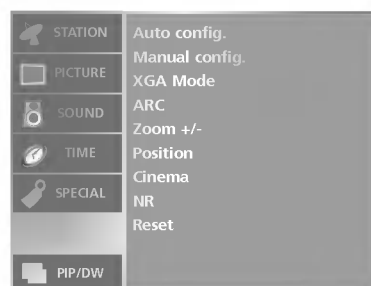 STATION
PICTURE
SOUND
TIME
SPECIAL
PIP/DW
Auto config.
Manual config.
XGA Mode
ARC
Zoom +/-
Position
Cinema
NR
Reset